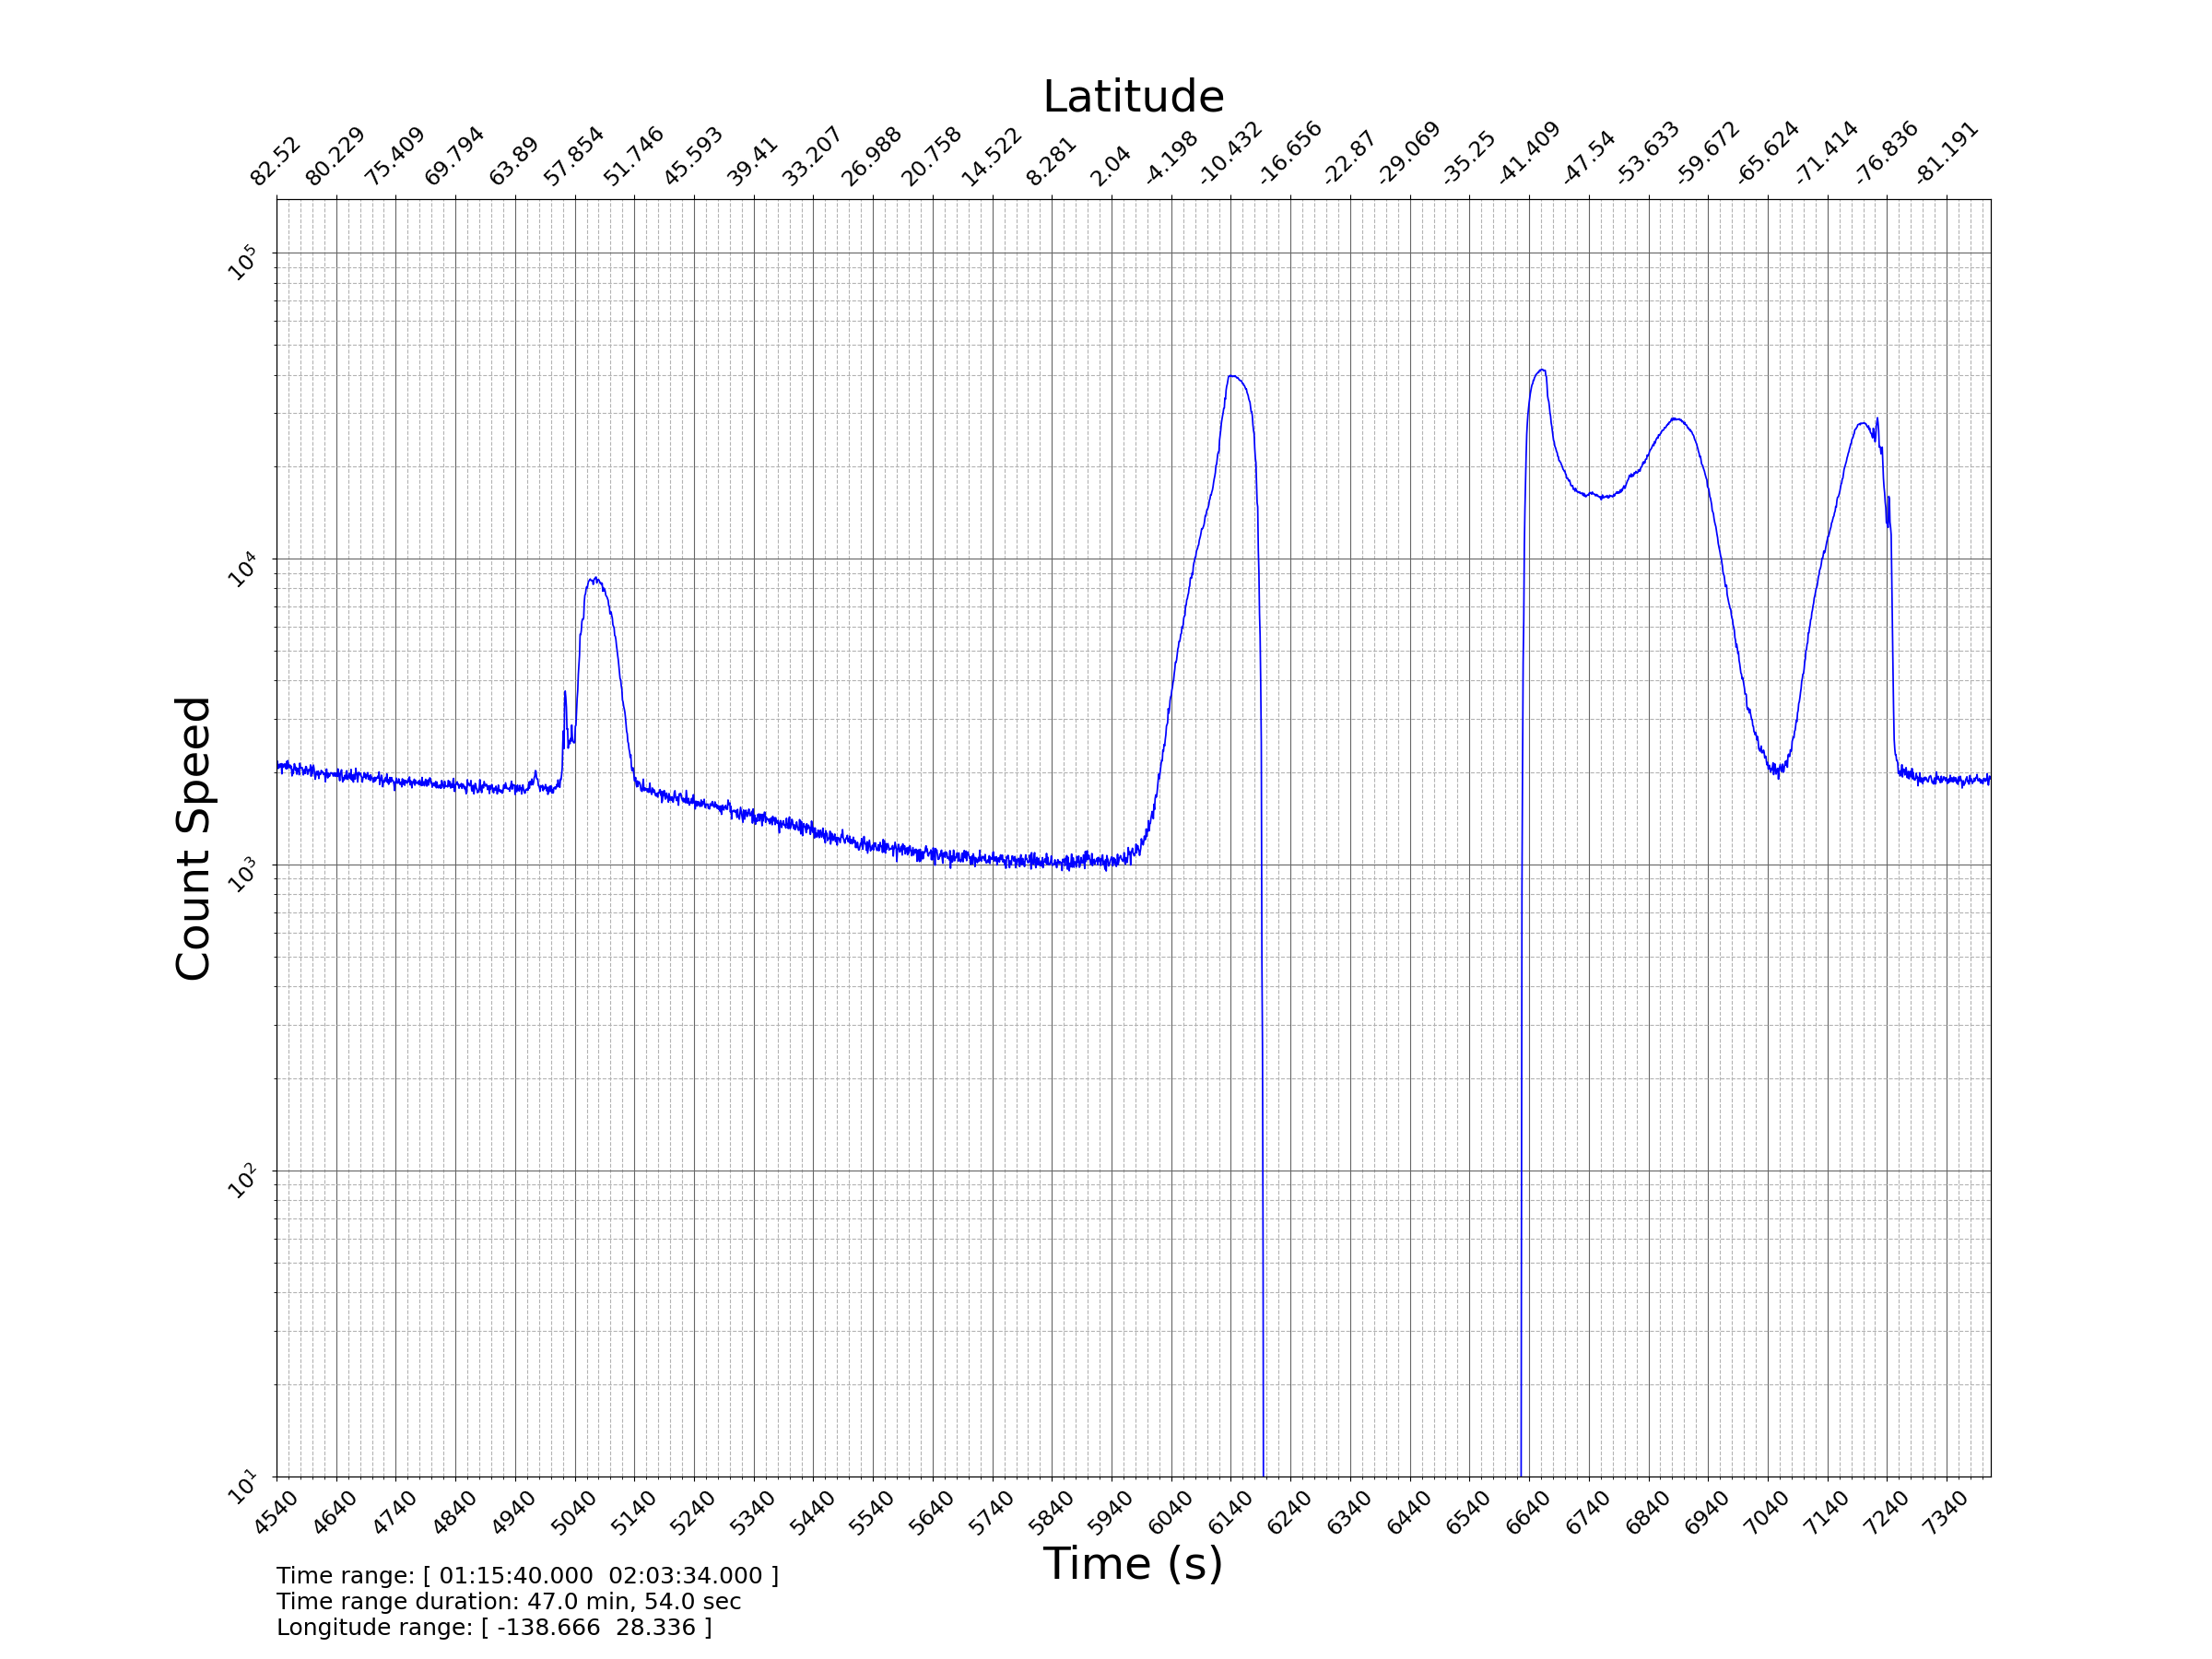 Latitude
82.52 80.229 75.409 69.794 63.89 57.854 51.746 45.593 39.41 33.207 26.988 20.758 14.522 8.281 2.04 -4.198 -10.432 -16.656 -22.87 -29.069 -35.25 -41.409 -47.54 -53.633 -59.672 -65.624 -71.414 -76.836 -81.191
10^5
10^4
10^3
10^2
10^1
Count Speed
4540 4640 4740 4840 4940 5040 5140 5240 5340 5440 5540 5640 5740 5840 5940 6040 6140 6240 6340 6440 6540 6640 6740 6840 6940 7040 7140 7240 7340
Time (s)
Time range: [ 01:15:40.000  02:03:34.000 ]
Time range duration: 47.0 min, 54.0 sec
Longitude range: [ -138.666  28.336 ]